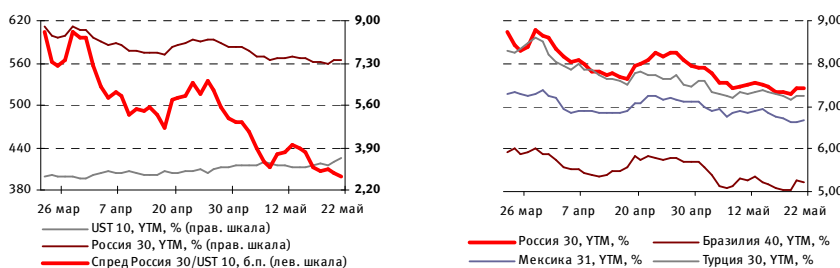 620
560
500
440
380
9,00
7,30
5,60
3,90
2,20
26 мар
7 апр
20 апр
30 апр
12 май
22 май
UST 10, YTM, % (прав. шкала)
Россия 30, YTM, % (прав. шкала)
Спред Россия 30/UST 10, б.п. (лев. шкала)
9,00
8,00
7,00
6,00
5,00
26 мар
7 апр
20 апр
30 апр
12 май
22 май
Россия 30, YTM, %
Бразилия 40, YTM, %
Мексика 31, YTM, %
Турция 30, YTM, %